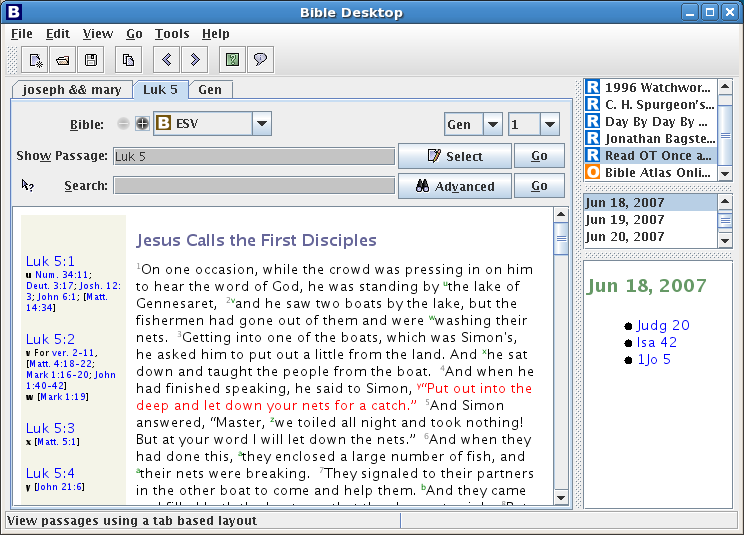 B Bible Desktop
File Edit View Go Tools Help
joseph && mary Luk 5 Gen
Bible: B ESV Gen 1
Show Passage: Luk 5 Select Go
Search: Advanced Go
Luk 5:1
u Num. 34:11;
Deut. 3:17; Josh. 12:
3; John 6:1; [Matt.
14:34]
Luk 5:2
v For ver. 2-11,
[Matt. 4:18-22;
Mark 1:16-20; John
1:40-42]
w [Mark 1:19]
Luk 5:3
x [Matt. 5:1]
Luk 5:4
y [John 21:6]
Jesus Calls the First Disciples
1On one occasion, while the crowd was pressing in on him
to hear the word of God, he was standing by uthe lake of
Gennesaret, 2vand he saw two boats by the lake, but the
fishermen had gone out of them and were wwashing their
nets. 3Getting into one of the boats, which was Simon's,
he asked him to put out a little from the land. And xhe sat
down and taught the people from the boat. 4And when he
had finished speaking, he said to Simon, y“Put out into the
deep and let down your nets for a catch.” 5And Simon
answered, “Master, zwe toiled all night and took nothing!
But at your word I will let down the nets.” 6And when they
had done this, athey enclosed a large number of fish, and
atheir nets were breaking. 7They signaled to their partners
in the other boat to come and help them. bAnd they came
R 1996 Watchwor...
R C. H. Spurgeon's...
R Day By Day By ...
R Jonathan Bagste...
R Read OT Once a...
O Bible Atlas Onli...
Jun 18, 2007
Jun 19, 2007
Jun 20, 2007
Jun 18, 2007
Judg 20
Isa 42
1Jo 5
View passages using a tab based layout